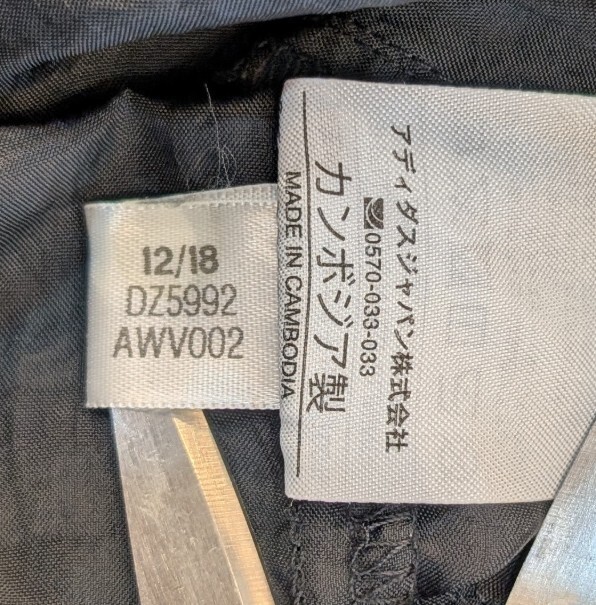 12/18
DZ5992
AWV002
アディダスジャパン株式会社
0570-033-033
カンボジア製
MADE IN CAMBODIA